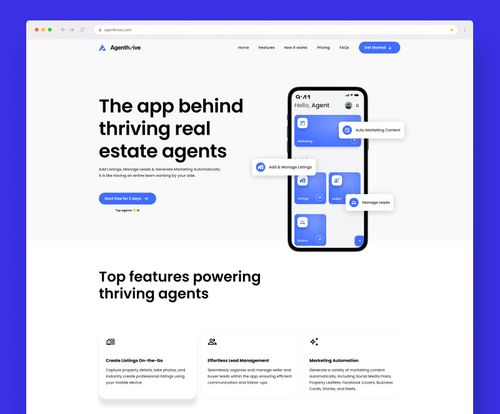 agenthrive.com
Agenthrive
Home
Features
How it works
Pricing
FAQs
Get Started
The app behind
thriving real
estate agents
Add Listings, Manage Leads & Generate Marketing Automatically.
It is like having an entire team working by your side.
Start free for 3 days
Top agents
9:41
Hello, Agent
Marketing
Auto Marketing Content
Add & Manage Listings
Listings
Manage Leads
Top features powering
thriving agents
Create Listings On-the-Go
Capture property details, take photos, and
instantly create professional listings using
your mobile device.
Effortless Lead Management
Seamlessly organize and manage seller and
buyer leads within the app, ensuring efficient
communication and follow-ups.
Marketing Automation
Generate a variety of marketing content
automatically, including Social Media Posts,
Property Leaflets, Facebook Covers, Business
Cards, Stories, and Reels.